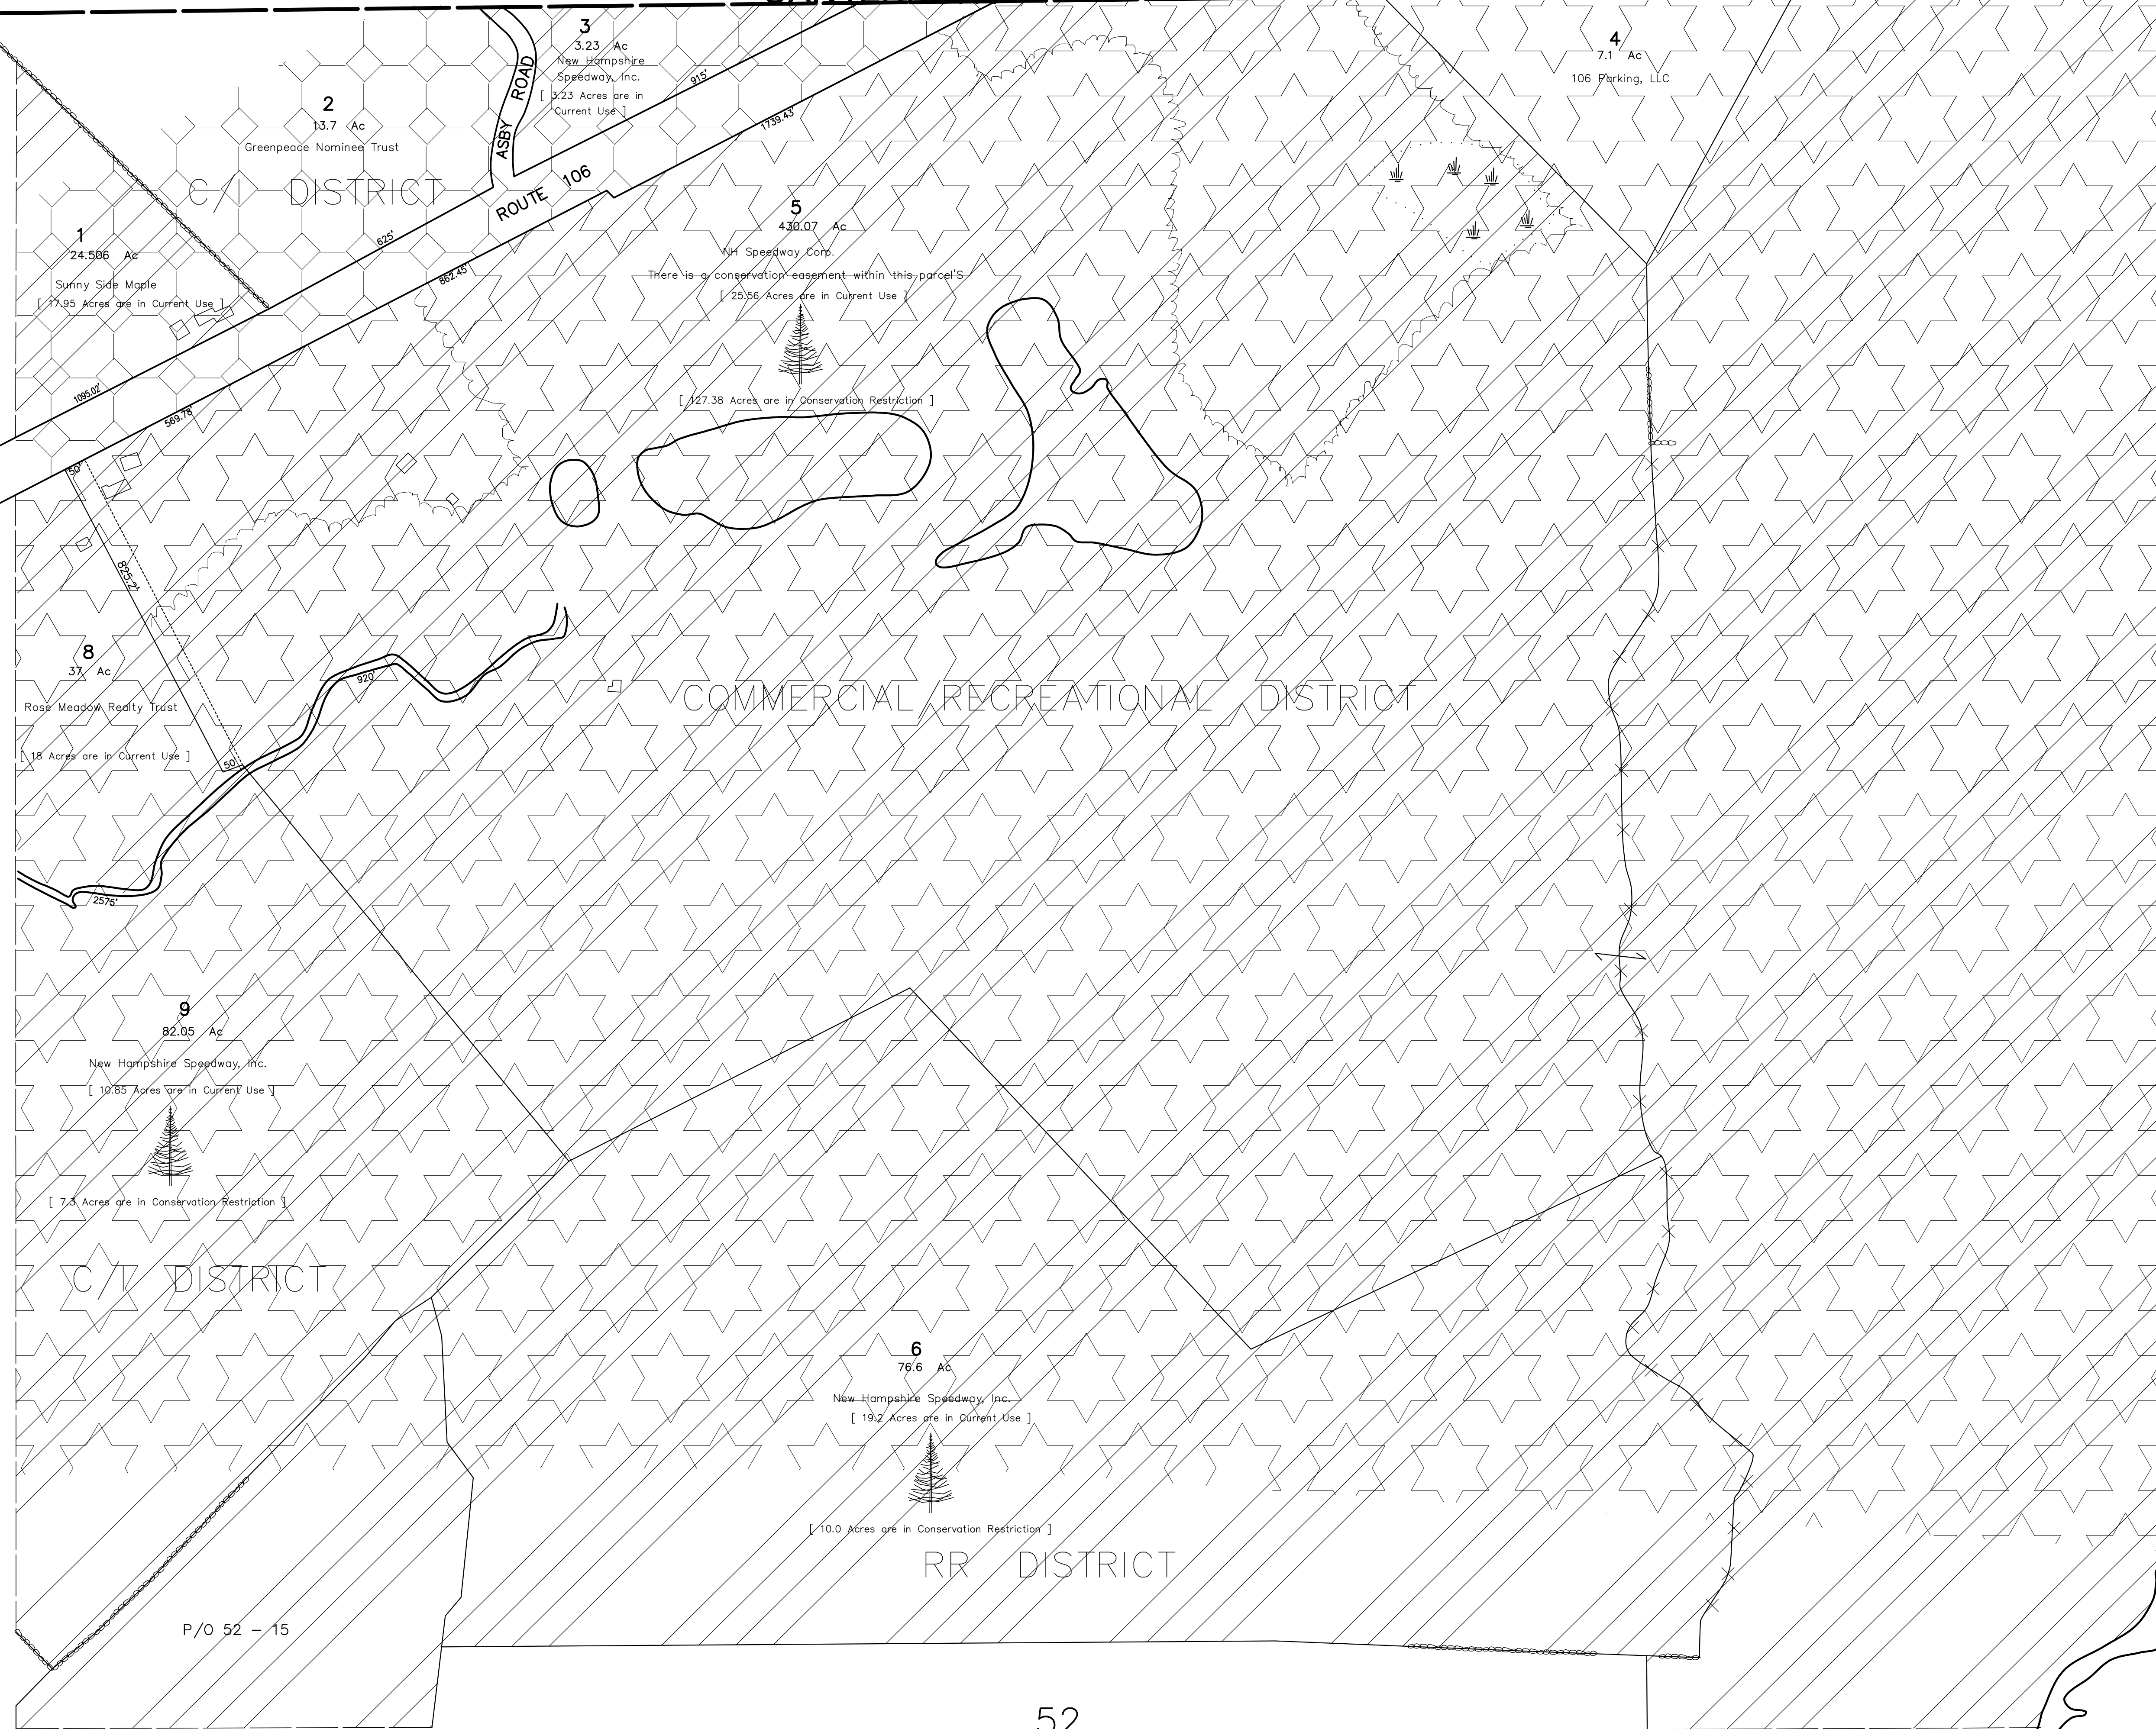 3
3.23 Ac
New Hampshire
Speedway, Inc.
[ 3.23 Acres are in
Current Use ]
ASBY ROAD
915'
1739.43'
4
7.1 Ac
106 Parking, LLC
2
13.7 Ac
Greenpeace Nominee Trust
C/I DISTRICT
ROUTE 106
625'
862.45'
1
24.506 Ac
Sunny Side Maple
[ 17.95 Acres are in Current Use ]
5
430.07 Ac
NH Speedway Corp.
There is a conservation easement within this parcel'S
[ 25.56 Acres are in Current Use ]
[ 127.38 Acres are in Conservation Restriction ]
1095.02'
569.78'
50'
825.2'
8
37 Ac
Rose Meadow Realty Trust
[ 18 Acres are in Current Use ]
50'
920'
2575'
COMMERCIAL/RECREATIONAL DISTRICT
9
82.05 Ac
New Hampshire Speedway, Inc.
[ 10.85 Acres are in Current Use ]
[ 7.3 Acres are in Conservation Restriction ]
C/I DISTRICT
6
76.6 Ac
New Hampshire Speedway, Inc.
[ 19.2 Acres are in Current Use ]
[ 10.0 Acres are in Conservation Restriction ]
RR DISTRICT
P/O 52 - 15
52